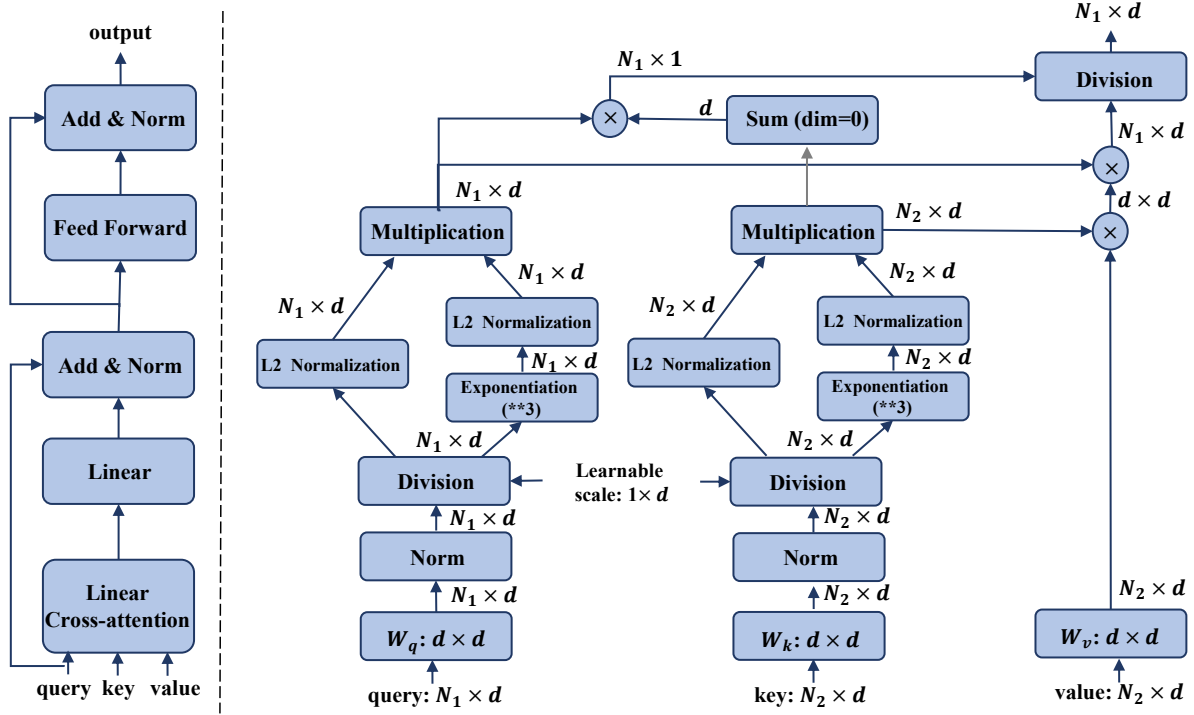 output
Add & Norm
Feed Forward
Add & Norm
Linear
Linear
Cross-attention
query key value
N₁ × d
Division
N₁ × 1
×
d
Sum (dim=0)
N₁ × d
×
N₁ × d
d × d
Multiplication
Multiplication
N₂ × d
×
N₁ × d
N₂ × d
N₁ × d
N₂ × d
L2 Normalization
L2 Normalization
L2 Normalization
N₁ × d
L2 Normalization
N₂ × d
Exponentiation
(**3)
Exponentiation
(**3)
N₁ × d
N₂ × d
Division
Learnable
scale: 1× d
Division
N₁ × d
N₂ × d
Norm
Norm
N₁ × d
N₂ × d
N₂ × d
W_q: d × d
W_k: d × d
W_v: d × d
query: N₁ × d
key: N₂ × d
value: N₂ × d